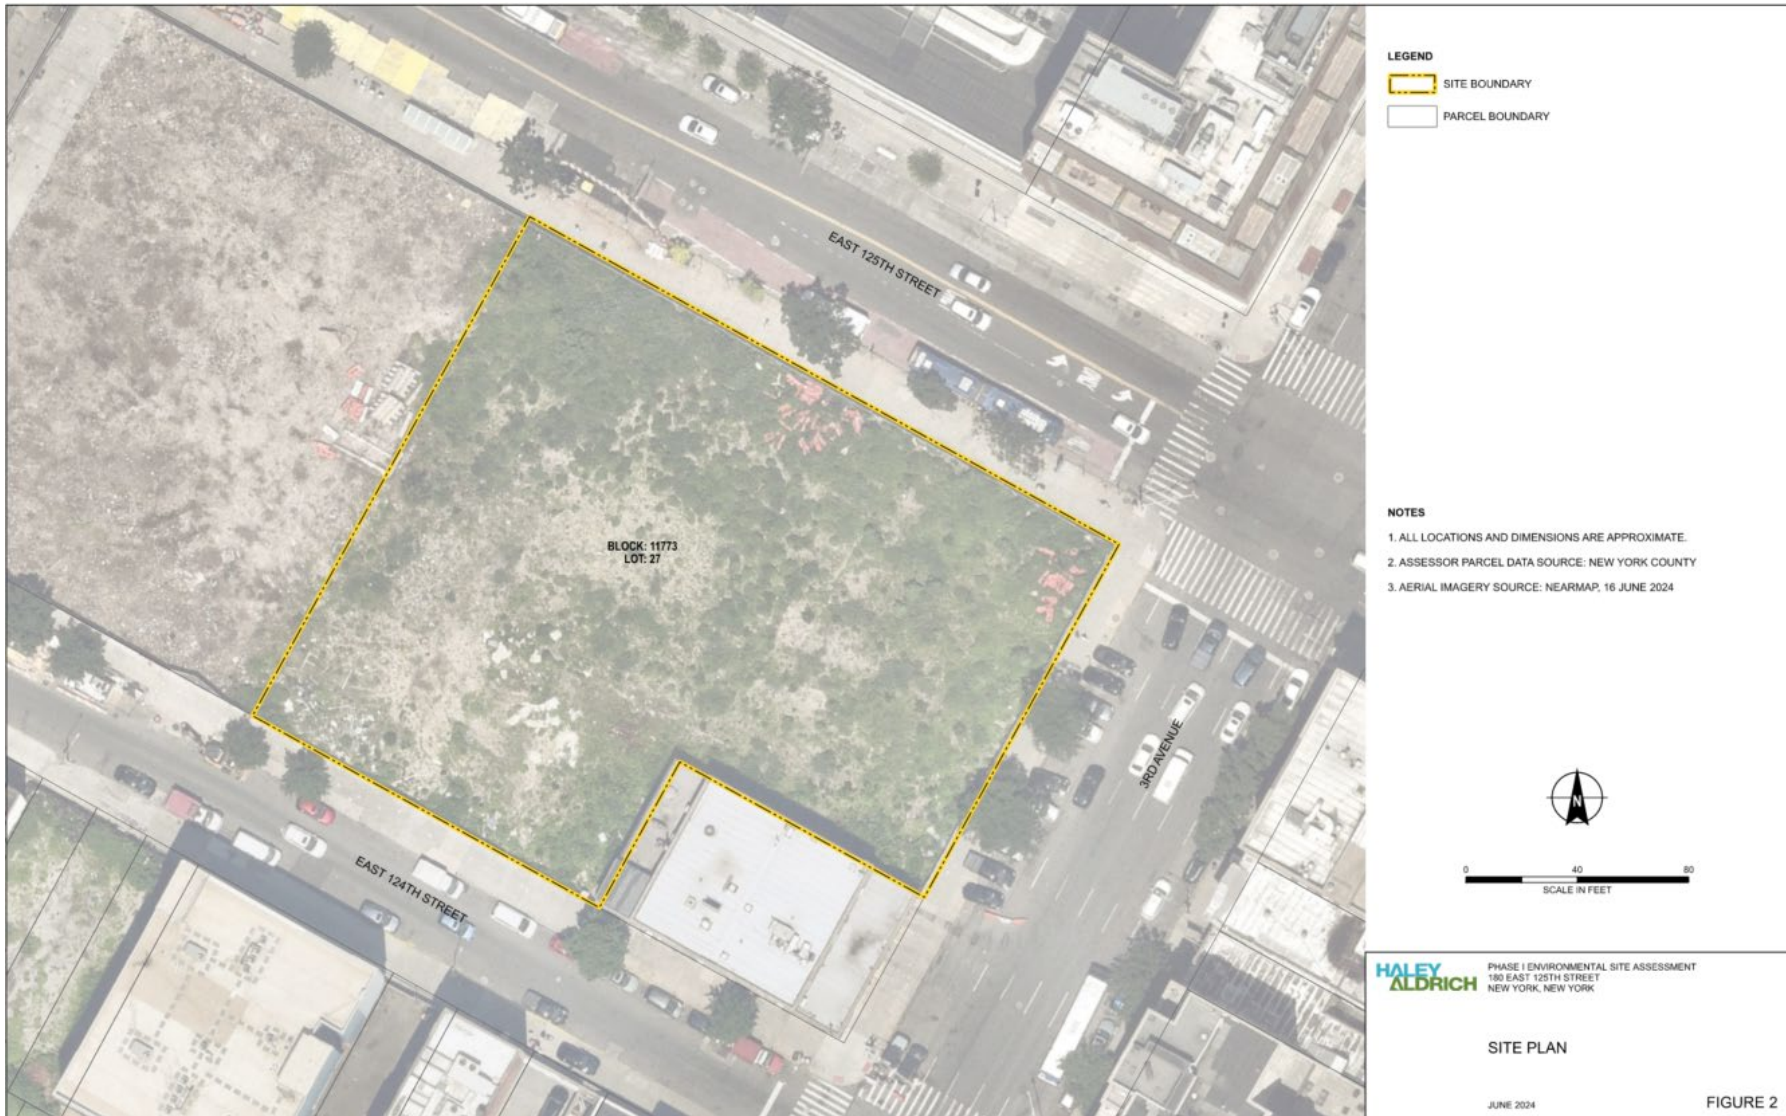 LEGEND
SITE BOUNDARY
PARCEL BOUNDARY
EAST 125TH STREET
BLOCK: 11773
LOT: 27
3RD AVENUE
EAST 124TH STREET
NOTES
1. ALL LOCATIONS AND DIMENSIONS ARE APPROXIMATE.
2. ASSESSOR PARCEL DATA SOURCE: NEW YORK COUNTY
3. AERIAL IMAGERY SOURCE: NEARMAP, 16 JUNE 2024
N
0 40 80
SCALE IN FEET
HALEY
ALDRICH
PHASE I ENVIRONMENTAL SITE ASSESSMENT
180 EAST 125TH STREET
NEW YORK, NEW YORK
SITE PLAN
JUNE 2024
FIGURE 2